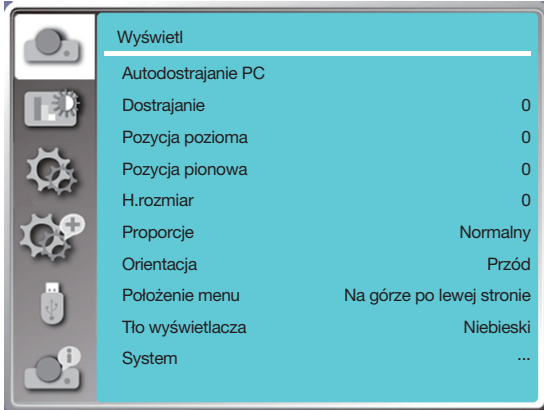 Wyświetl
Autodostrajanie PC
Dostrajanie 0
Pozycja pozioma 0
Pozycja pionowa 0
H.rozmiar 0
Proporcje Normalny
Orientacja Przód
Położenie menu Na górze po lewej stronie
Tło wyświetlacza Niebieski
System ...